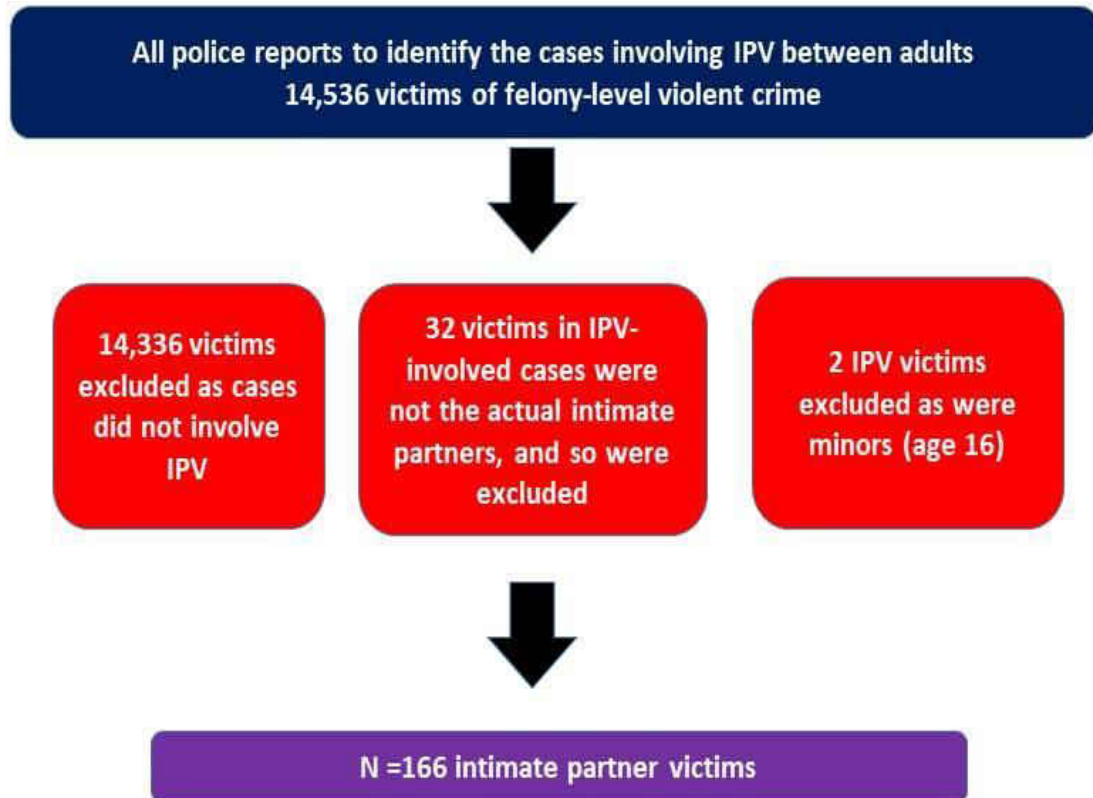 All police reports to identify the cases involving IPV between adults
14,536 victims of felony-level violent crime
14,336 victims
excluded as cases
did not involve
IPV
32 victims in IPV-
involved cases were
not the actual intimate
partners, and so were
excluded
2 IPV victims
excluded as were
minors (age 16)
N =166 intimate partner victims